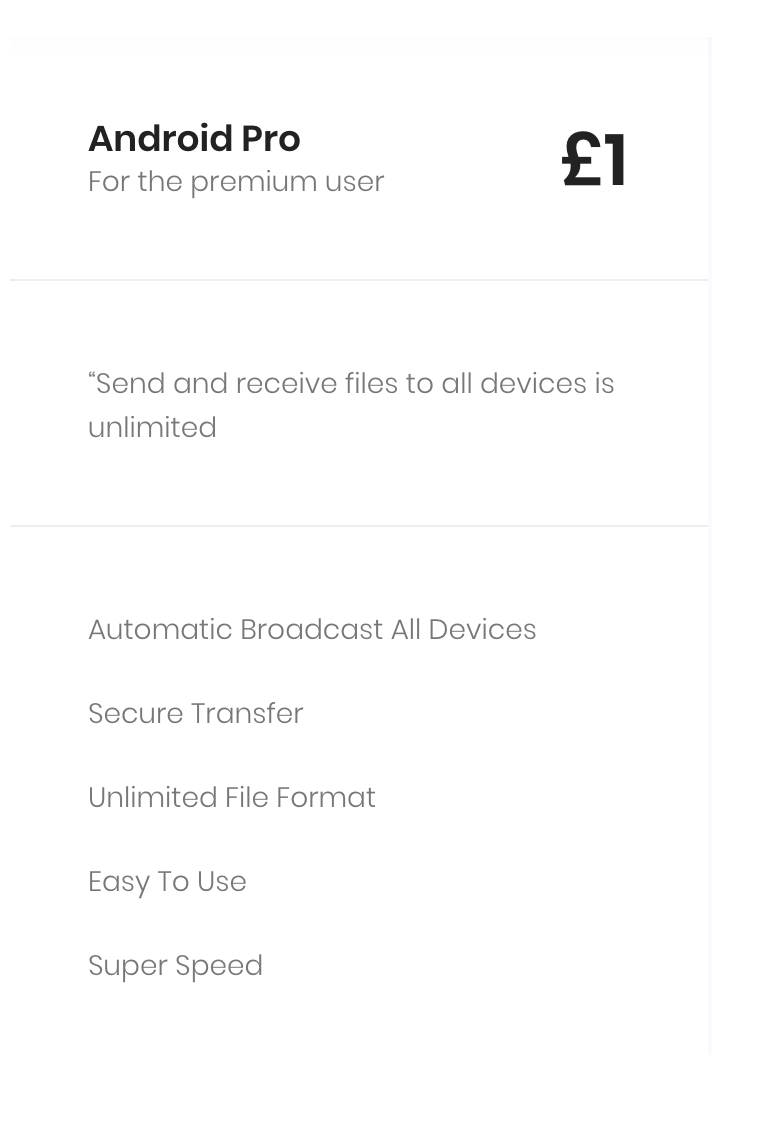 Android Pro
£1
For the premium user
“Send and receive files to all devices is
unlimited
Automatic Broadcast All Devices
Secure Transfer
Unlimited File Format
Easy To Use
Super Speed